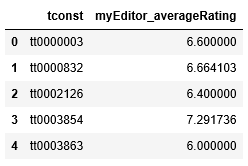 tconst myEditor_averageRating
0 tt0000003 6.600000
1 tt0000832 6.664103
2 tt0002126 6.400000
3 tt0003854 7.291736
4 tt0003863 6.000000